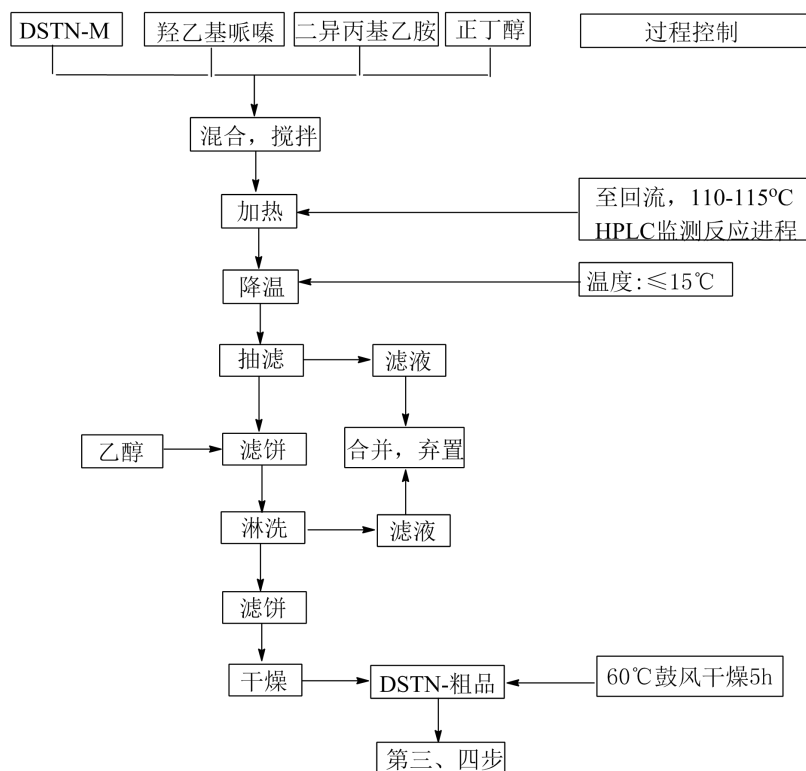 DSTN-M
羟乙基哌嗪
二异丙基乙胺
正丁醇
过程控制
混合，搅拌
加热
至回流，110-115℃
HPLC监测反应进程
降温
温度:≤15℃
抽滤
滤液
乙醇
滤饼
合并，弃置
淋洗
滤液
滤饼
干燥
DSTN-粗品
60℃鼓风干燥5h
第三、四步